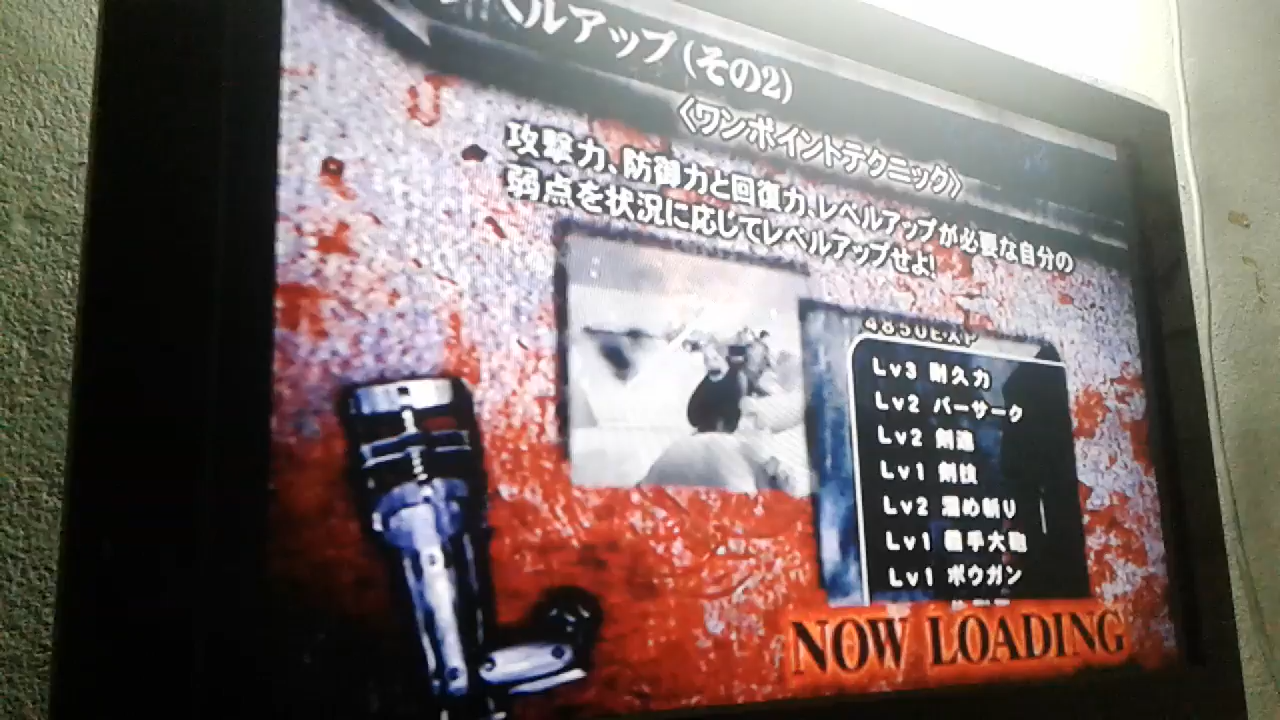 ベルアップ(その2)
〈ワンポイントテクニック〉
攻撃力、防御力と回復力、レベルアップが必要な自分の
弱点を状況に応じてレベルアップせよ!
4850EXP
Lv3 耐久力
Lv2 バーサーク
Lv2 剣速
Lv1 剣技
Lv2 溜め斬り
Lv1 義手大砲
Lv1 ボウガン
NOW LOADING